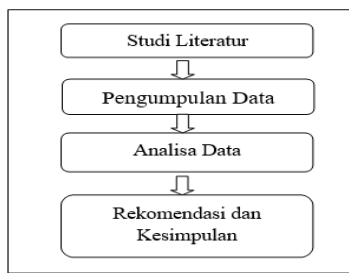 Studi Literatur
Pengumpulan Data
Analisa Data
Rekomendasi dan
Kesimpulan